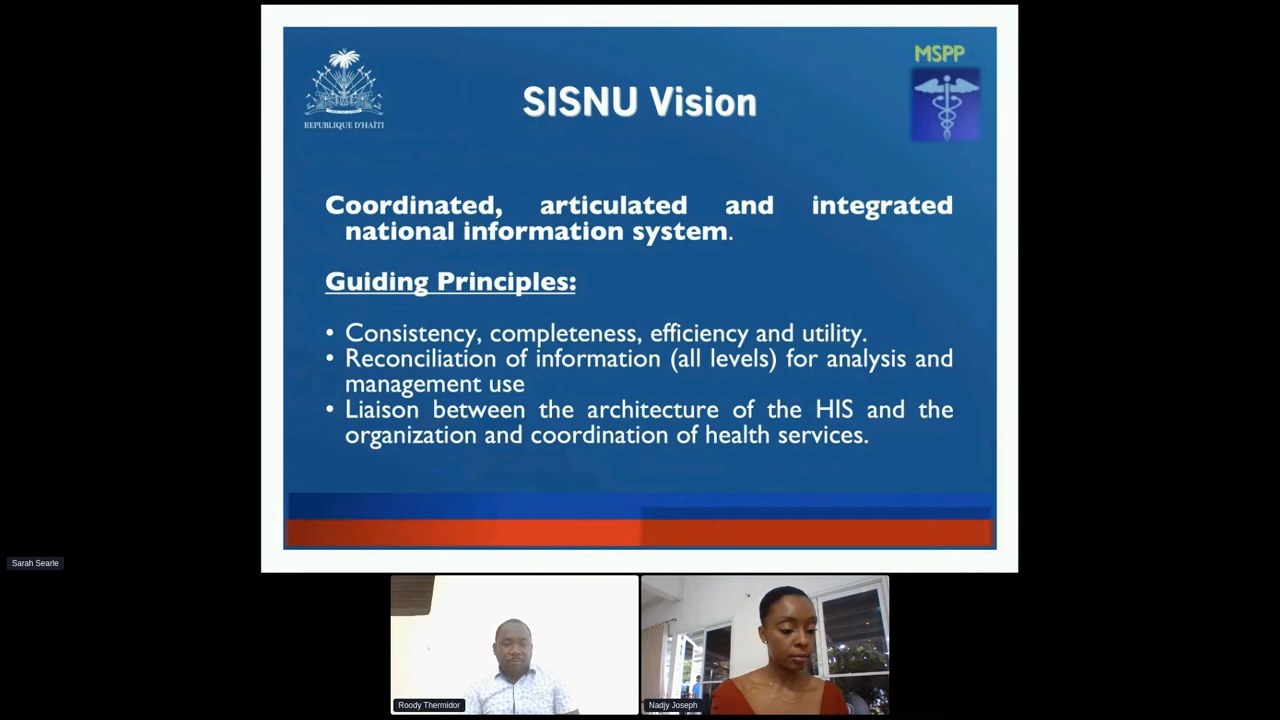 MSPP
SISNU Vision
REPUBLIQUE D'HAÏTI
Coordinated, articulated and integrated
national information system.
Guiding Principles:
• Consistency, completeness, efficiency and utility.
• Reconciliation of information (all levels) for analysis and
management use
• Liaison between the architecture of the HIS and the
organization and coordination of health services.
Sarah Searle
Roody Thermidor
Nadjy Joseph